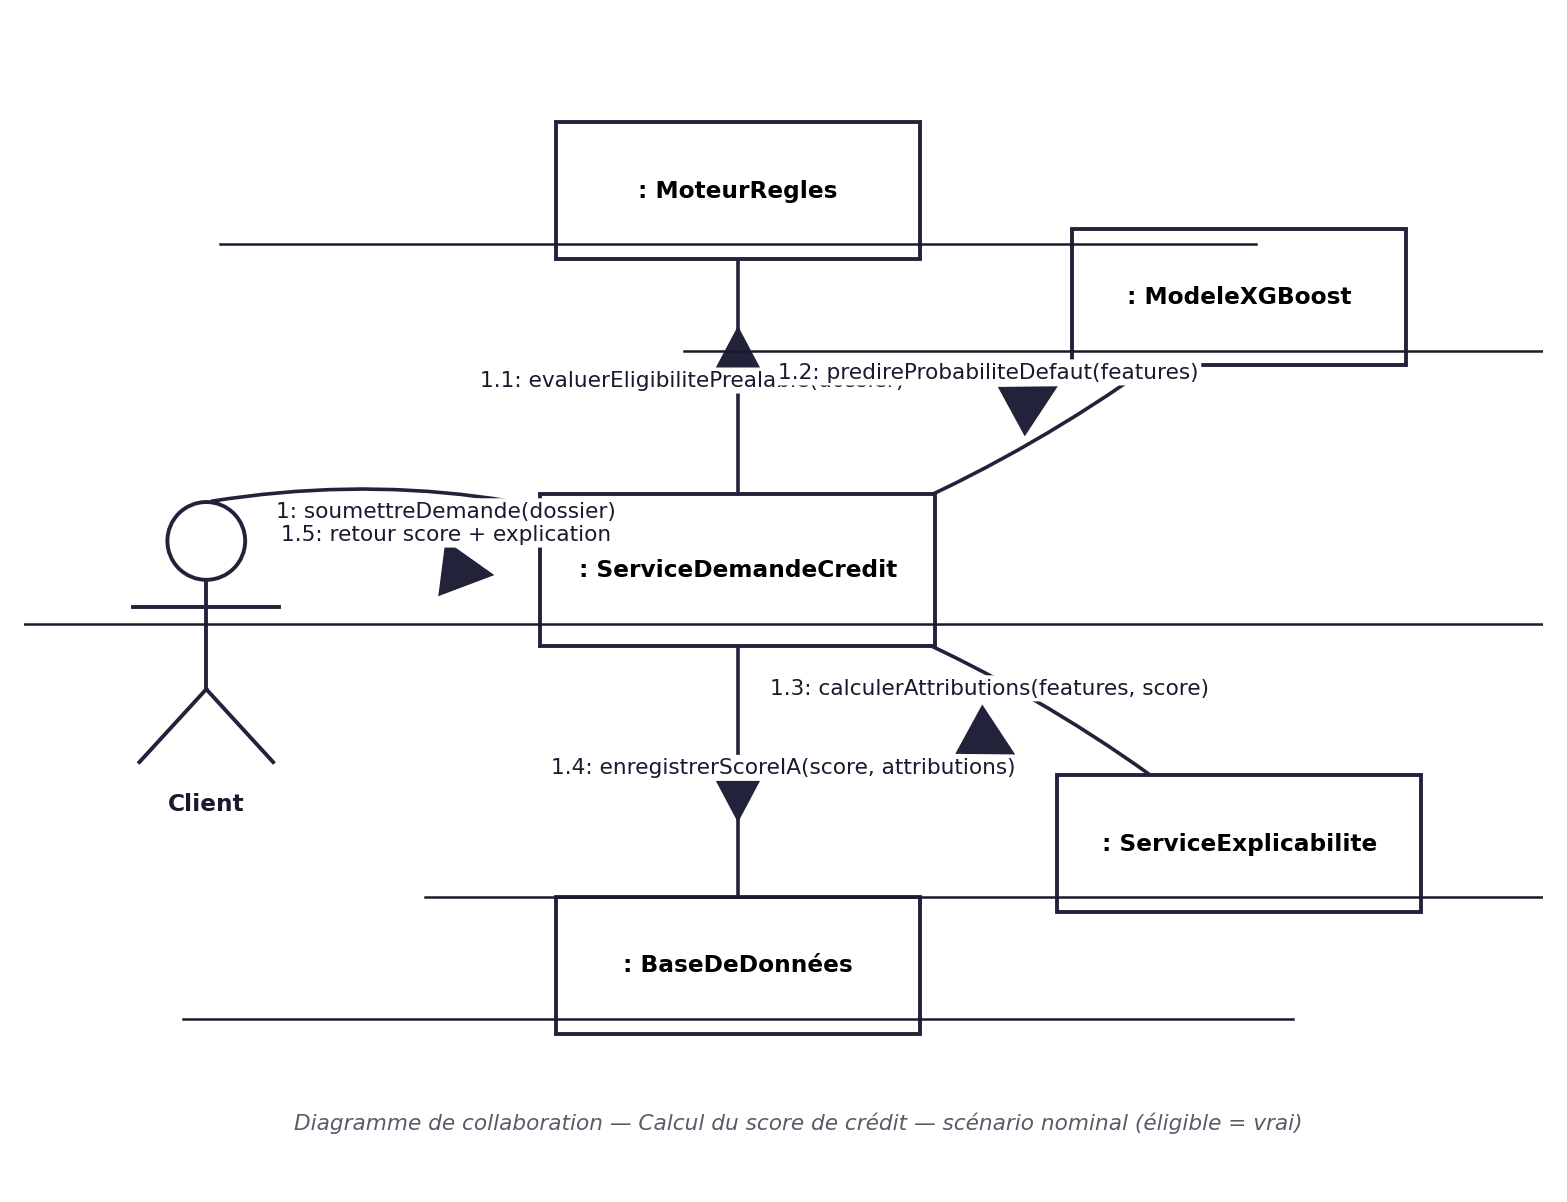 : MoteurRegles
: ModeleXGBoost
1.2: predireProbabiliteDefaut(features)
1.1: evaluerEligibilitePrealable(dossier)
1: soumettreDemande(dossier)
1.5: retour score + explication
: ServiceDemandeCredit
1.3: calculerAttributions(features, score)
1.4: enregistrerScoreIA(score, attributions)
Client
: ServiceExplicabilite
: BaseDeDonnées
Diagramme de collaboration — Calcul du score de crédit — scénario nominal (éligible = vrai)